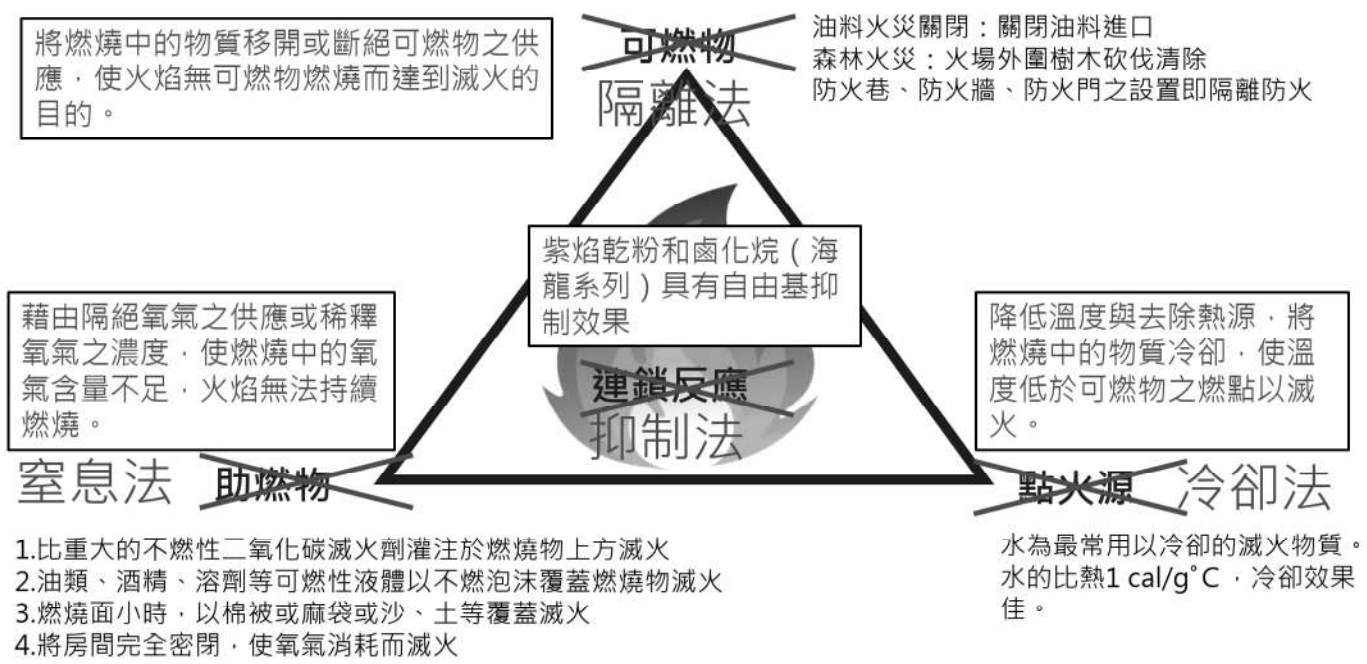 將燃燒中的物質移開或斷絕可燃物之供
應，使火焰無可燃物燃燒而達到滅火的
目的。
可燃物
隔離法
油料火災關閉：關閉油料進口
森林火災：火場外圍樹木砍伐清除
防火巷、防火牆、防火門之設置即隔離防火
紫焰乾粉和鹵化烷（海
龍系列）具有自由基抑
制效果
連鎖反應
抑制法
藉由隔絕氧氣之供應或稀釋
氧氣之濃度，使燃燒中的氧
氣含量不足，火焰無法持續
燃燒。
窒息法 助燃物
1.比重大的不燃性二氧化碳滅火劑灌注於燃燒物上方滅火
2.油類、酒精、溶劑等可燃性液體以不燃泡沫覆蓋燃燒物滅火
3.燃燒面小時，以棉被或麻袋或沙、土等覆蓋滅火
4.將房間完全密閉，使氧氣消耗而滅火
降低溫度與去除熱源，將
燃燒中的物質冷卻，使溫
度低於可燃物之燃點以滅
火。
點火源 冷卻法
水為最常用以冷卻的滅火物質。
水的比熱1 cal/g°C，冷卻效果
佳。